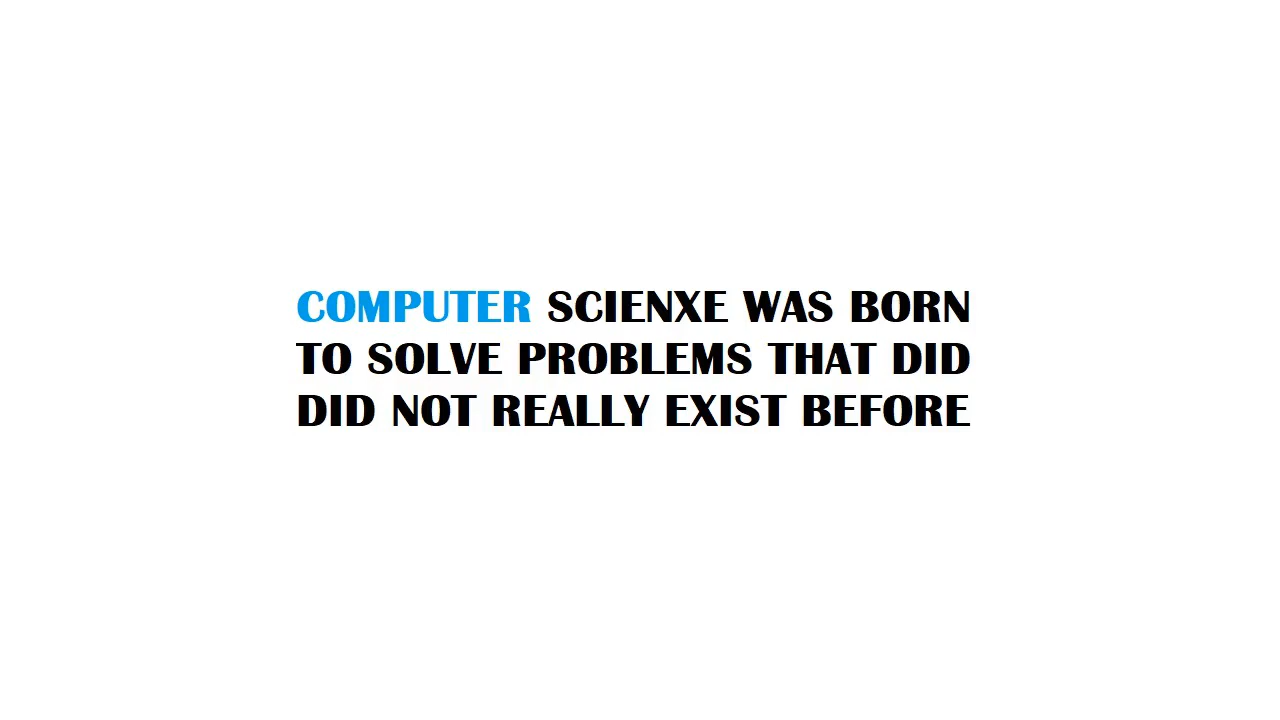 COMPUTER SCIENXE WAS BORN
TO SOLVE PROBLEMS THAT DID
DID NOT REALLY EXIST BEFORE